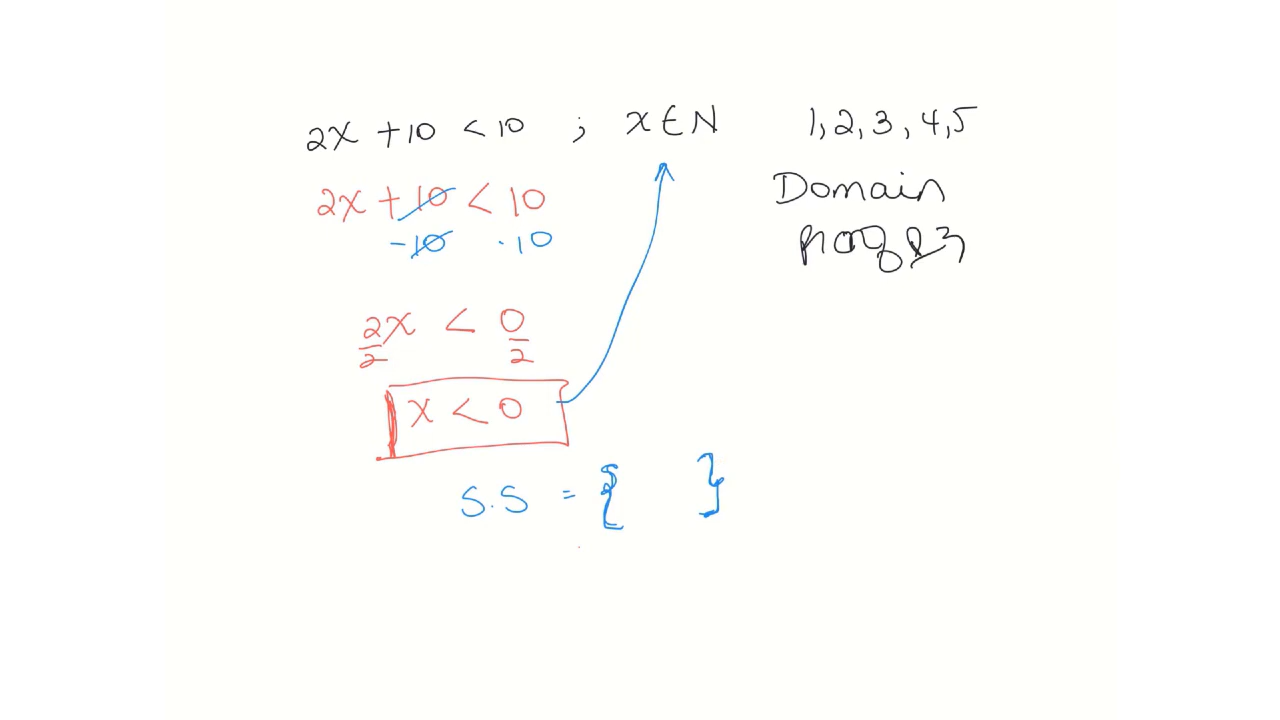 2x + 10 < 10 ; x ∈ N 1, 2, 3, 4, 5
2x + 10 < 10 Domain
-10 -10
2x < 0
2 2
x < 0
S.S = { }